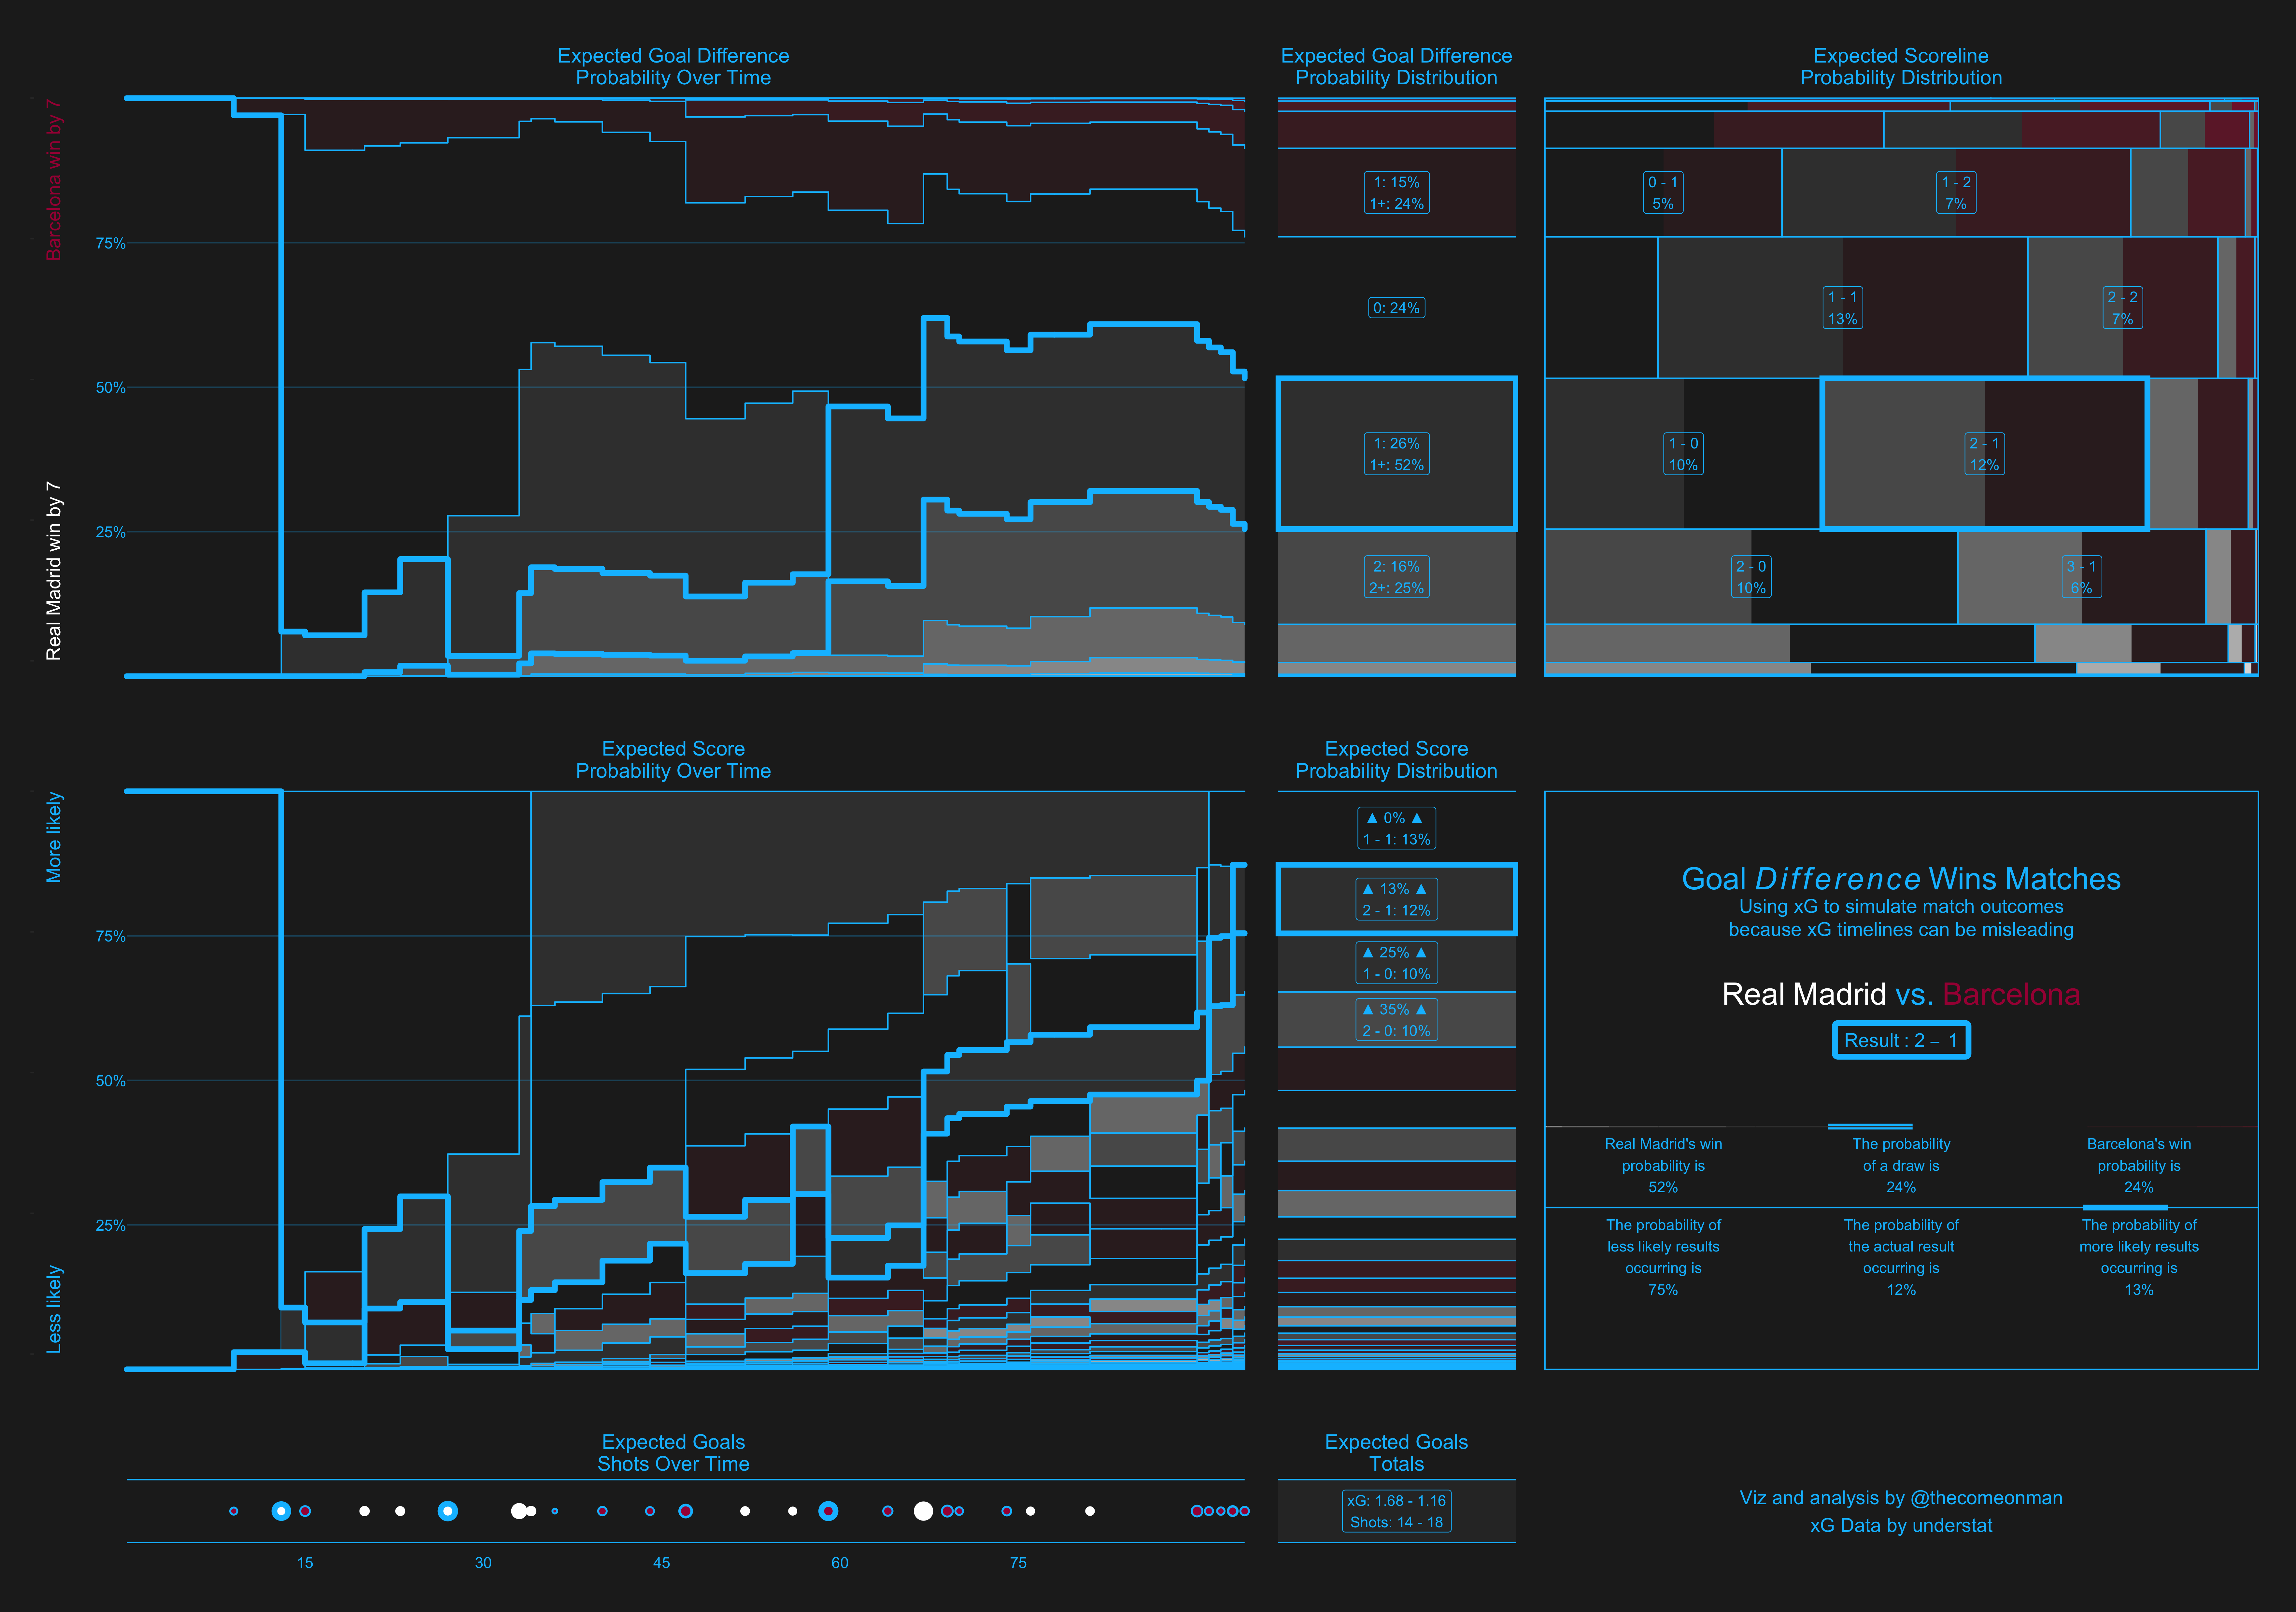 Expected Goal Difference
Probability Over Time
Expected Goal Difference
Probability Distribution
Expected Scoreline
Probability Distribution
Barcelona win by 7
Real Madrid win by 7
75%
50%
25%
1: 15%
1+: 24%
0: 24%
1: 26%
1+: 52%
2: 16%
2+: 25%
0 - 1
5%
1 - 2
7%
1 - 1
13%
2 - 2
7%
1 - 0
10%
2 - 1
12%
2 - 0
10%
3 - 1
6%
Expected Score
Probability Over Time
Expected Score
Probability Distribution
More likely
Less likely
75%
50%
25%
▲ 0% ▲
1 - 1: 13%
▲ 13% ▲
2 - 1: 12%
▲ 25% ▲
1 - 0: 10%
▲ 35% ▲
2 - 0: 10%
Goal Difference Wins Matches
Using xG to simulate match outcomes
because xG timelines can be misleading
Real Madrid vs. Barcelona
Result : 2 – 1
Real Madrid's win
probability is
52%
The probability
of a draw is
24%
Barcelona's win
probability is
24%
The probability of
less likely results
occurring is
75%
The probability of
the actual result
occurring is
12%
The probability of
more likely results
occurring is
13%
Expected Goals
Shots Over Time
Expected Goals
Totals
xG: 1.68 - 1.16
Shots: 14 - 18
15
30
45
60
75
Viz and analysis by @thecomeonman
xG Data by understat